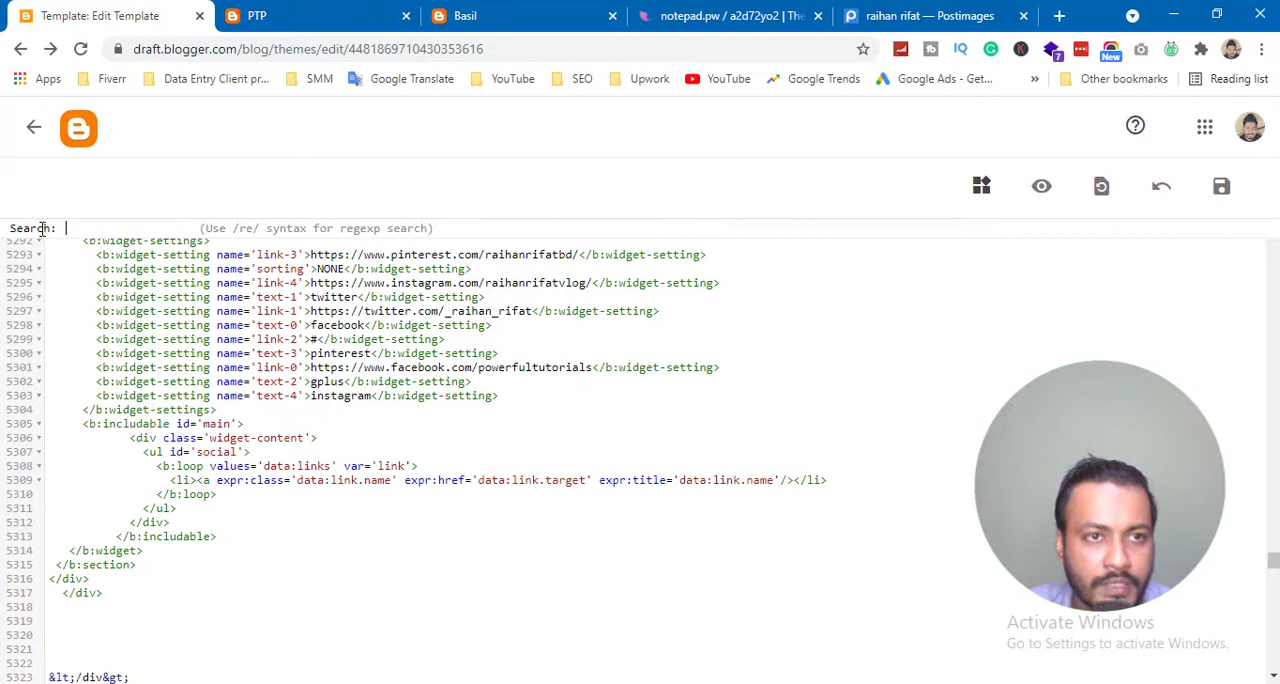 Template: Edit Template
PTP
Basil
notepad.pw / a2d72yo2 | The
raihan rifat — Postimages
draft.blogger.com/blog/themes/edit/4481869710430353616
7
New
Apps
Fiverr
Data Entry Client pr...
SMM
Google Translate
YouTube
SEO
Upwork
YouTube
Google Trends
Google Ads - Get...
»
Other bookmarks
Reading list
Search:
(Use /re/ syntax for regexp search)
5292 <b:widget-settings>
5293 <b:widget-setting name='link-3'>https://www.pinterest.com/raihanrifatbd/</b:widget-setting>
5294 <b:widget-setting name='sorting'>NONE</b:widget-setting>
5295 <b:widget-setting name='link-4'>https://www.instagram.com/raihanrifatvlog/</b:widget-setting>
5296 <b:widget-setting name='text-1'>twitter</b:widget-setting>
5297 <b:widget-setting name='link-1'>https://twitter.com/_raihan_rifat</b:widget-setting>
5298 <b:widget-setting name='text-0'>facebook</b:widget-setting>
5299 <b:widget-setting name='link-2'>#</b:widget-setting>
5300 <b:widget-setting name='text-3'>pinterest</b:widget-setting>
5301 <b:widget-setting name='link-0'>https://www.facebook.com/powerfultutorials</b:widget-setting>
5302 <b:widget-setting name='text-2'>gplus</b:widget-setting>
5303 <b:widget-setting name='text-4'>instagram</b:widget-setting>
5304 </b:widget-settings>
5305 <b:includable id='main'>
5306 <div class='widget-content'>
5307 <ul id='social'>
5308 <b:loop values='data:links' var='link'>
5309 <li><a expr:class='data:link.name' expr:href='data:link.target' expr:title='data:link.name'/></li>
5310 </b:loop>
5311 </ul>
5312 </div>
5313 </b:includable>
5314 </b:widget>
5315 </b:section>
5316 </div>
5317 </div>
5318
5319
5320
5321
5322
5323 &lt;/div&gt;
Activate Windows
Go to Settings to activate Windows.